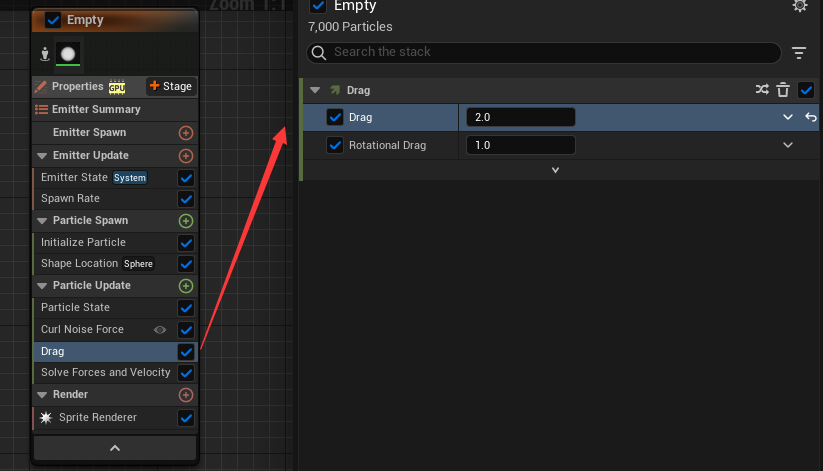 Zoom 1:1
Empty
Properties GPU Stage
Emitter Summary
Emitter Spawn
Emitter Update
Emitter State System
Spawn Rate
Particle Spawn
Initialize Particle
Shape Location Sphere
Particle Update
Particle State
Curl Noise Force
Drag
Solve Forces and Velocity
Render
Sprite Renderer
Empty
7,000 Particles
Search the stack
Drag
Drag 2.0
Rotational Drag 1.0